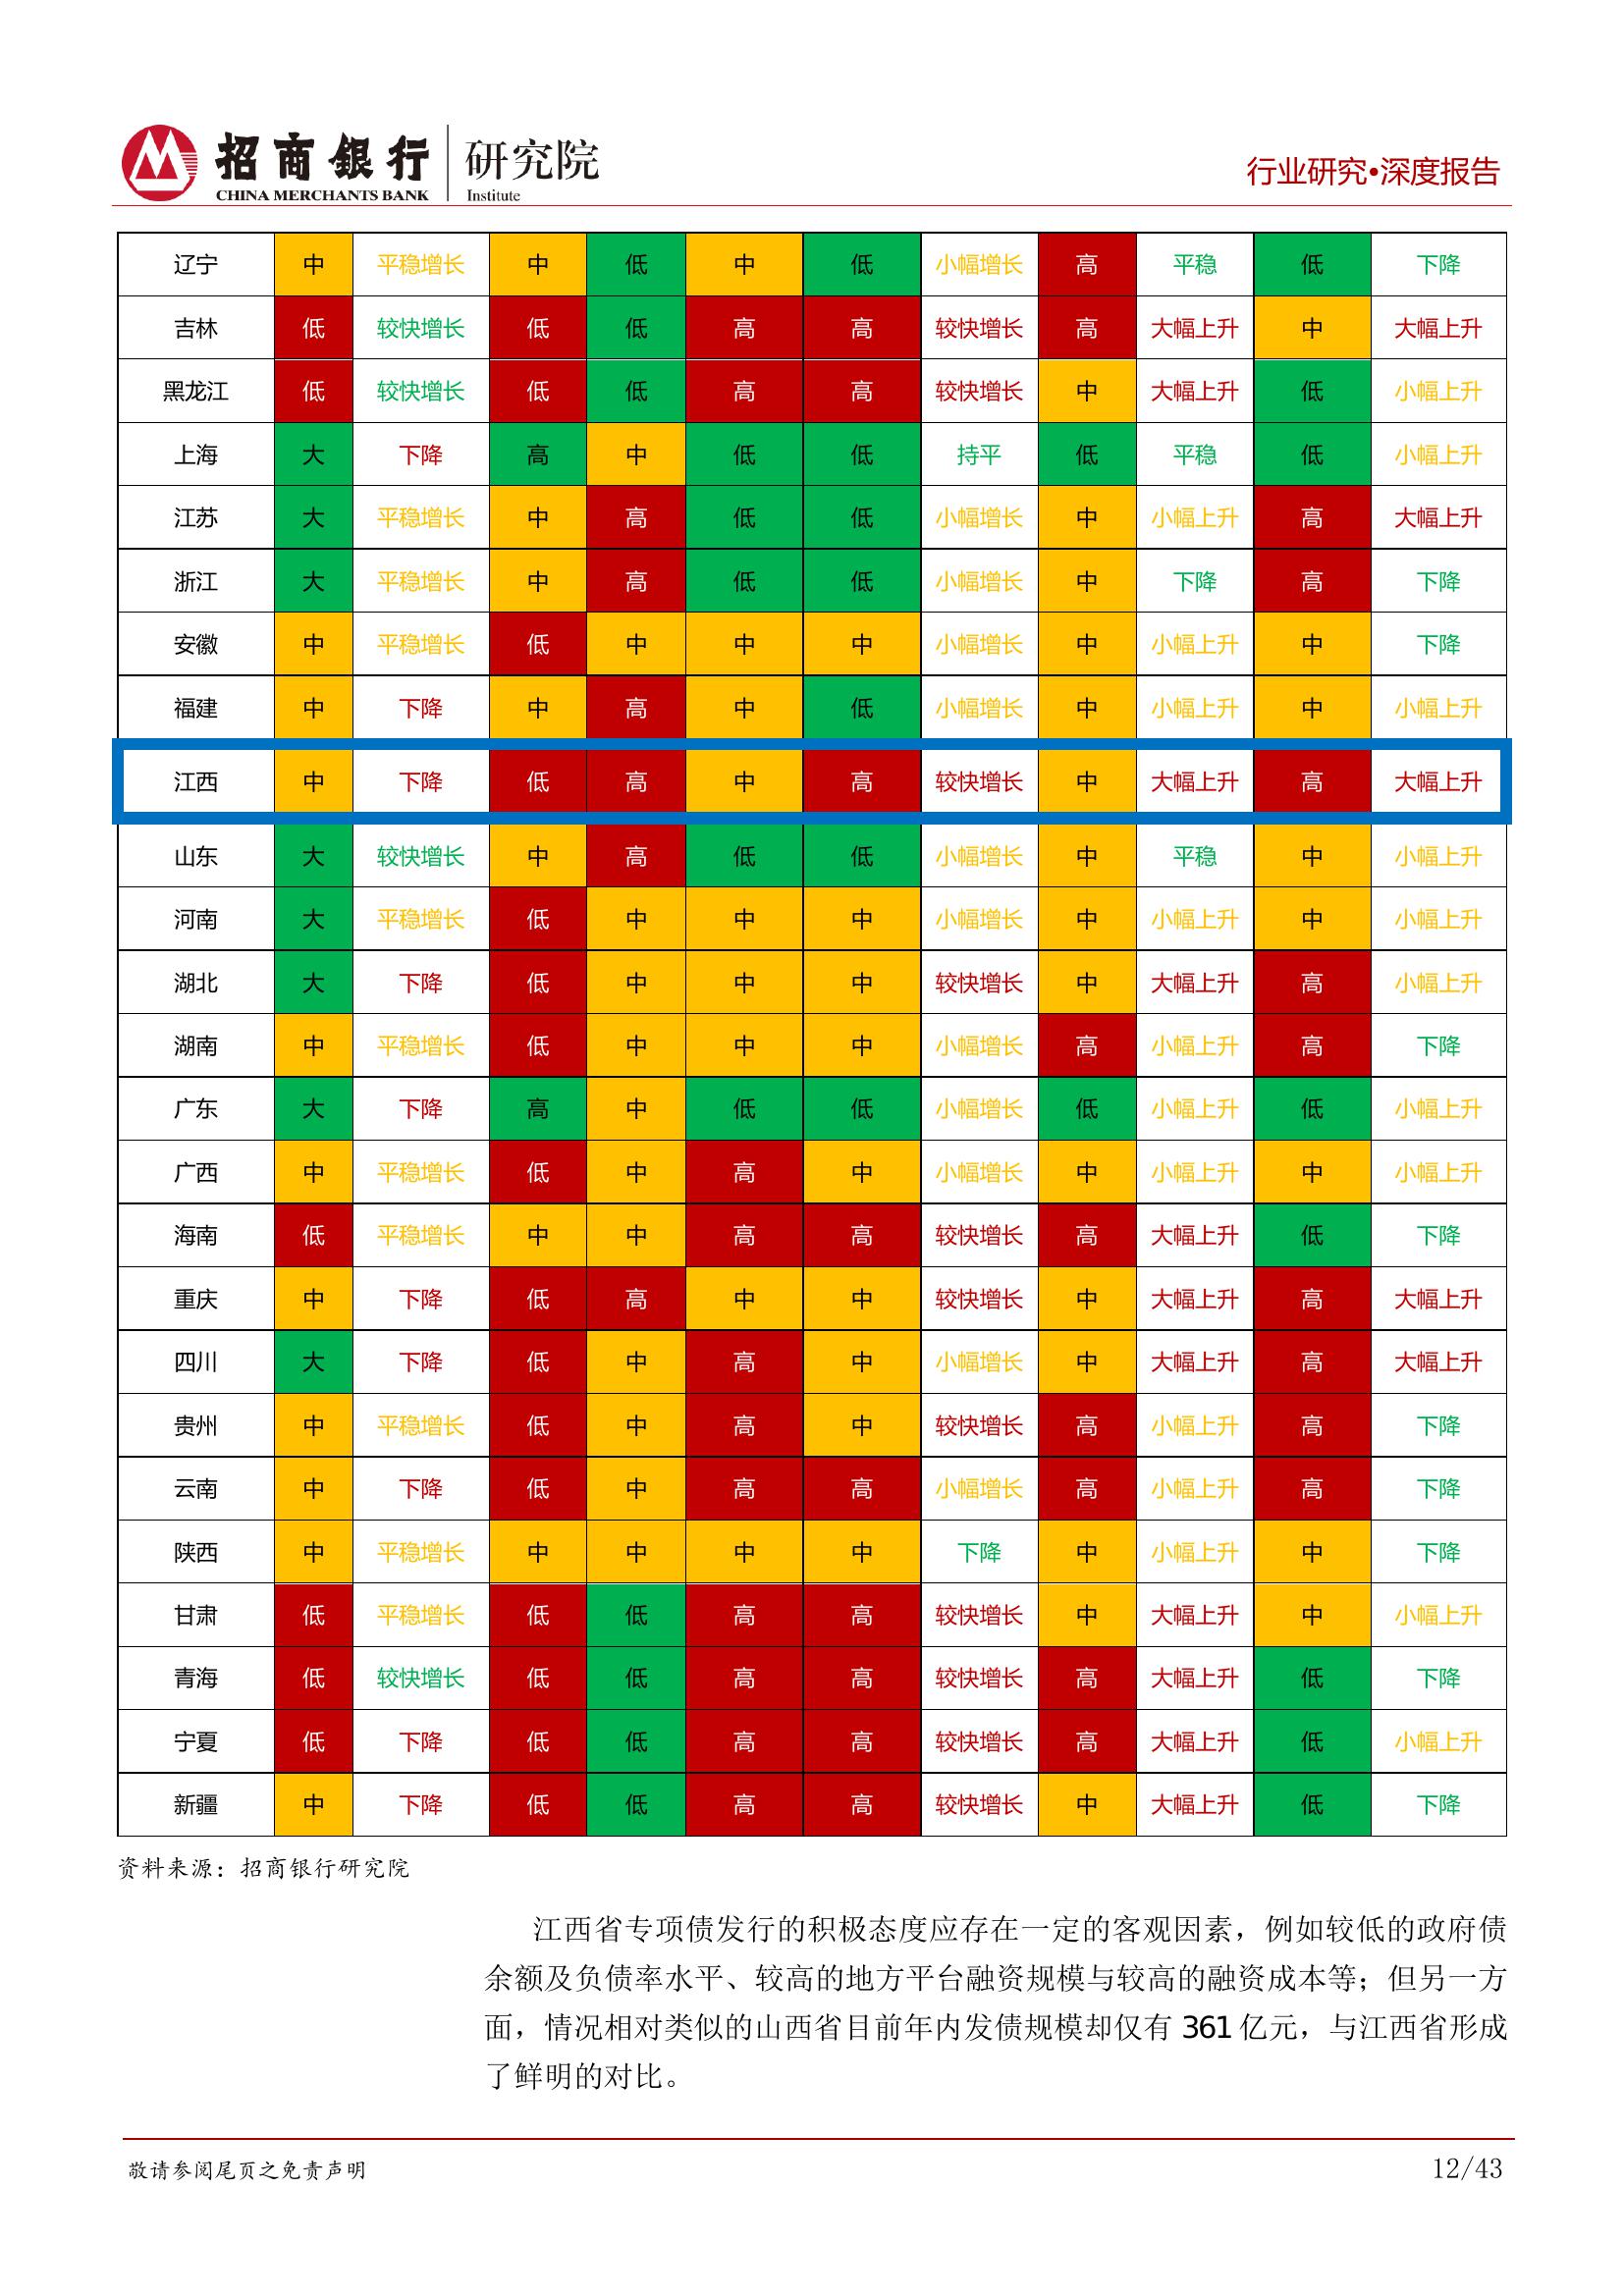 招商银行 研究院
CHINA MERCHANTS BANK Institute
行业研究•深度报告
辽宁 中 平稳增长 中 低 中 低 小幅增长 高 平稳 低 下降
吉林 低 较快增长 低 低 高 高 较快增长 高 大幅上升 中 大幅上升
黑龙江 低 较快增长 低 低 高 高 较快增长 中 大幅上升 低 小幅上升
上海 大 下降 高 中 低 低 持平 低 平稳 低 小幅上升
江苏 大 平稳增长 中 高 低 低 小幅增长 中 小幅上升 高 大幅上升
浙江 大 平稳增长 中 高 低 低 小幅增长 中 下降 高 下降
安徽 中 平稳增长 低 中 中 中 小幅增长 中 小幅上升 中 下降
福建 中 下降 中 高 中 低 小幅增长 中 小幅上升 中 小幅上升
江西 中 下降 低 高 中 高 较快增长 中 大幅上升 高 大幅上升
山东 大 较快增长 中 高 低 低 小幅增长 中 平稳 中 小幅上升
河南 大 平稳增长 低 中 中 中 小幅增长 中 小幅上升 中 小幅上升
湖北 大 下降 低 中 中 中 较快增长 中 大幅上升 高 小幅上升
湖南 中 平稳增长 低 中 中 中 小幅增长 高 小幅上升 高 下降
广东 大 下降 高 中 低 低 小幅增长 低 小幅上升 低 小幅上升
广西 中 平稳增长 低 中 高 中 小幅增长 中 小幅上升 中 小幅上升
海南 低 平稳增长 中 中 高 高 较快增长 高 大幅上升 低 下降
重庆 中 下降 低 高 中 中 较快增长 中 大幅上升 高 大幅上升
四川 大 下降 低 中 高 中 小幅增长 中 大幅上升 高 大幅上升
贵州 中 平稳增长 低 中 高 中 较快增长 高 小幅上升 高 下降
云南 中 下降 低 中 高 高 小幅增长 高 小幅上升 高 下降
陕西 中 平稳增长 中 中 中 中 下降 中 小幅上升 中 下降
甘肃 低 平稳增长 低 低 高 高 较快增长 中 大幅上升 中 小幅上升
青海 低 较快增长 低 低 高 高 较快增长 高 大幅上升 低 下降
宁夏 低 下降 低 低 高 高 较快增长 高 大幅上升 低 小幅上升
新疆 中 下降 低 低 高 高 较快增长 中 大幅上升 低 下降
资料来源：招商银行研究院
江西省专项债发行的积极态度应存在一定的客观因素，例如较低的政府债
余额及负债率水平、较高的地方平台融资规模与较高的融资成本等；但另一方
面，情况相对类似的山西省目前年内发债规模却仅有 361 亿元，与江西省形成
了鲜明的对比。
敬请参阅尾页之免责声明
12/43